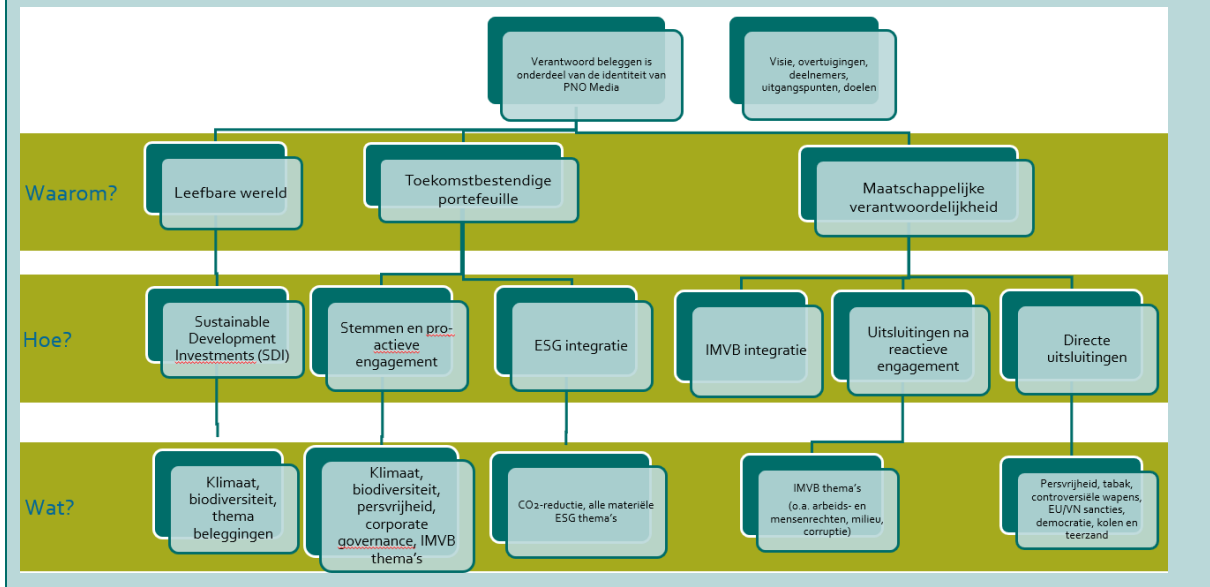 Verantwoord beleggen is
onderdeel van de identiteit van
PNO Media
Visie, overtuigingen,
deelnemers,
uitgangspunten, doelen
Waarom?
Leefbare wereld
Toekomstbestendige
portefeuille
Maatschappelijke
verantwoordelijkheid
Hoe?
Sustainable
Development
Investments (SDI)
Stemmen en pro-
actieve
engagement
ESG integratie
IMVB integratie
Uitsluitingen na
reactieve
engagement
Directe
uitsluitingen
Wat?
Klimaat,
biodiversiteit,
thema
beleggingen
Klimaat,
biodiversiteit,
persvrijheid,
corporate
governance, IMVB
thema's
CO2-reductie, alle materiële
ESG thema's
IMVB thema's
(o.a. arbeids- en
mensenrechten, milieu,
corruptie)
Persvrijheid, tabak,
controversiële wapens,
EU/VN sancties,
democratie, kolen en
teerzand